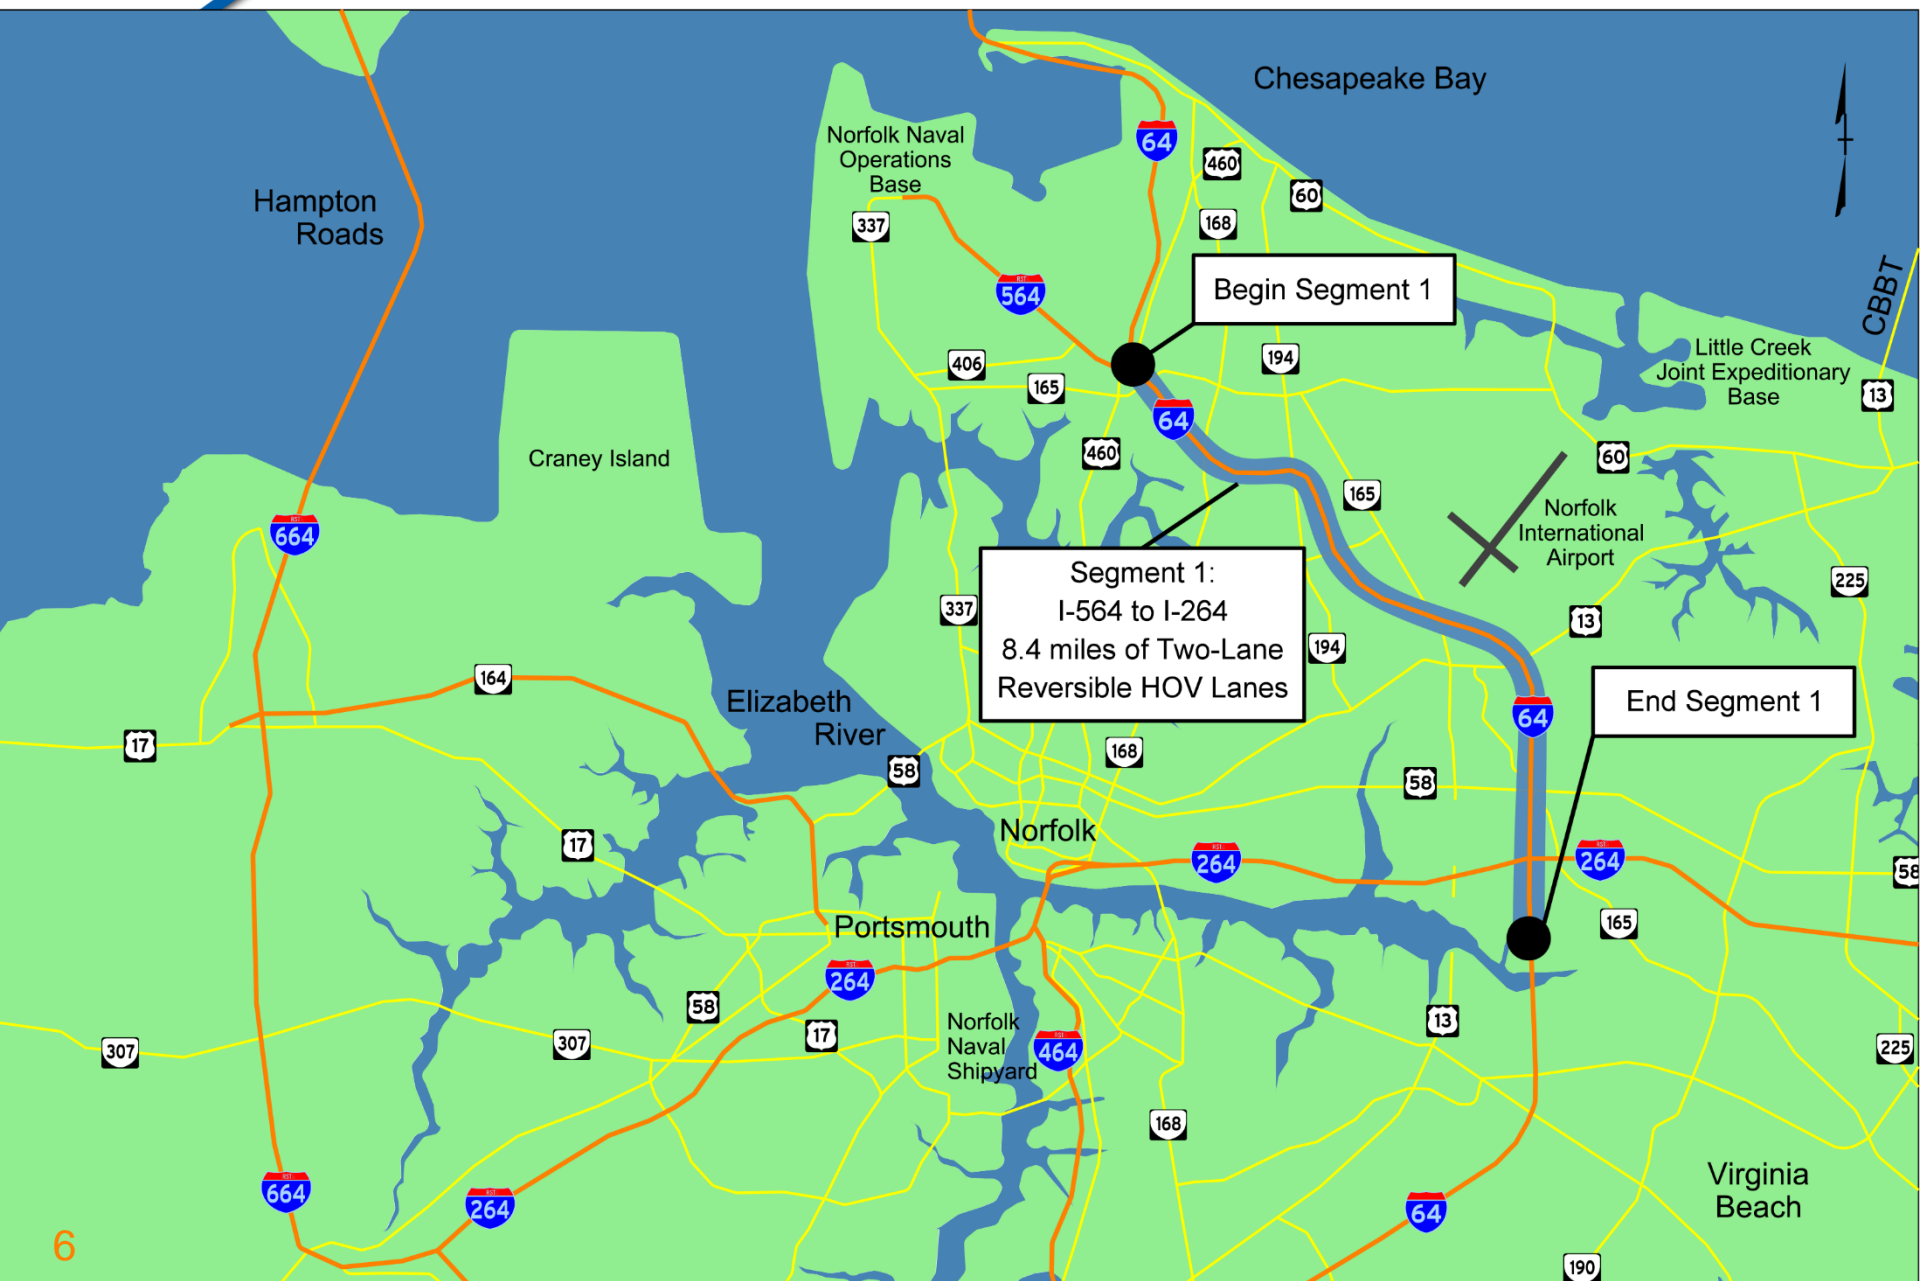 Chesapeake Bay
Norfolk Naval
Operations
Base
64
460
60
Hampton
Roads
337
168
CBBT
564
Begin Segment 1
406
165
194
Little Creek
Joint Expeditionary
Base
13
64
Craney Island
460
60
165
Norfolk
International
Airport
664
Segment 1:
I-564 to I-264
8.4 miles of Two-Lane
Reversible HOV Lanes
337
225
13
194
164
Elizabeth
River
End Segment 1
64
17
58
168
58
17
Norfolk
264
264
58
Portsmouth
165
264
58
17
Norfolk
Naval
Shipyard
464
13
307
307
225
168
Virginia
Beach
664
264
64
6
190